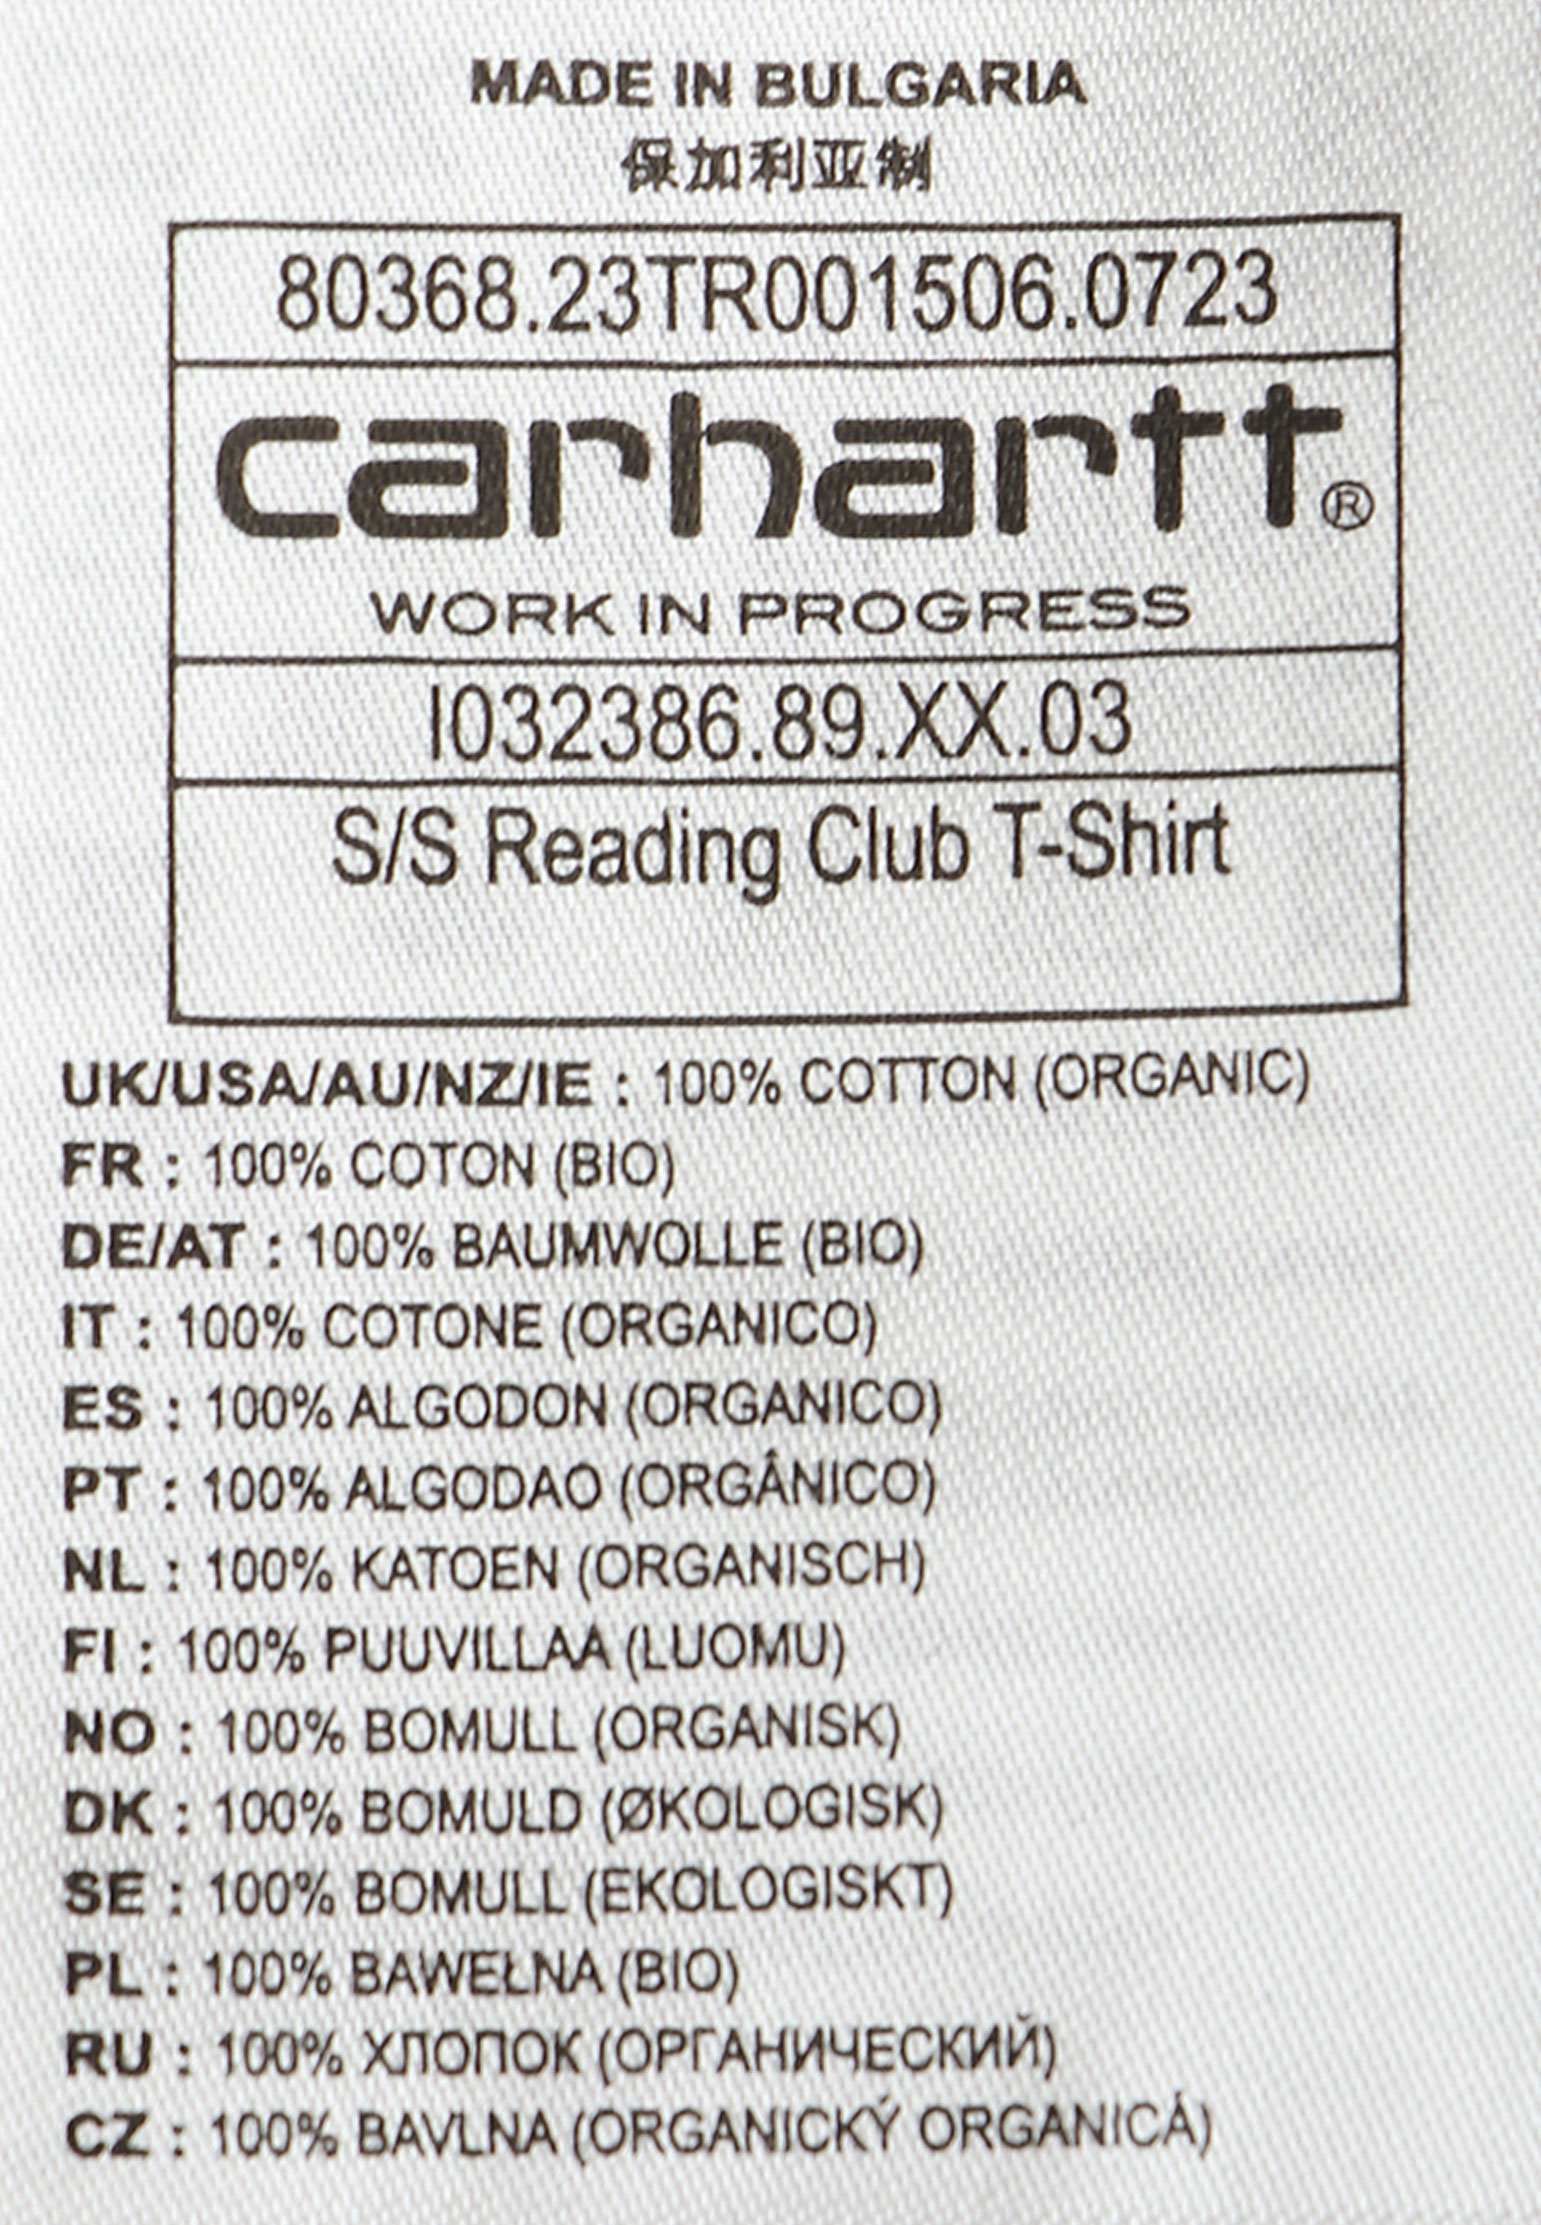 MADE IN BULGARIA
保加利亚制
80368.23TR001506.0723
carhartt®
WORK IN PROGRESS
I032386.89.XX.03
S/S Reading Club T-Shirt
UK/USA/AU/NZ/IE : 100% COTTON (ORGANIC)
FR : 100% COTON (BIO)
DE/AT : 100% BAUMWOLLE (BIO)
IT : 100% COTONE (ORGANICO)
ES : 100% ALGODON (ORGANICO)
PT : 100% ALGODAO (ORGÂNICO)
NL : 100% KATOEN (ORGANISCH)
FI : 100% PUUVILLAA (LUOMU)
NO : 100% BOMULL (ORGANISK)
DK : 100% BOMULD (ØKOLOGISK)
SE : 100% BOMULL (EKOLOGISKT)
PL : 100% BAWEŁNA (BIO)
RU : 100% ХЛОПОК (ОРГАНИЧЕСКИЙ)
CZ : 100% BAVLNA (ORGANICKÝ ORGANICÁ)